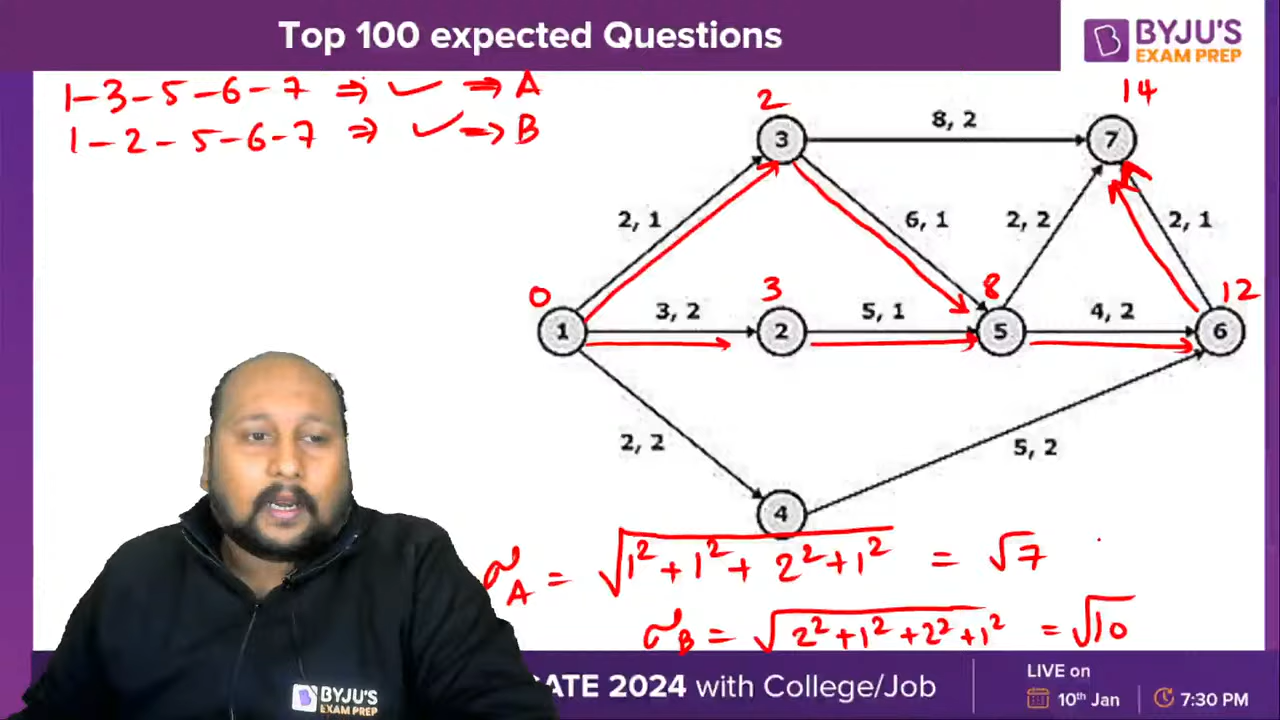 Top 100 expected Questions
BYJU'S
EXAM PREP
1-3-5-6-7 ⇒ ✓ ⇒ A
1-2-5-6-7 ⇒ ✓ → B
2
14
3
8, 2
7
2, 1
6, 1
2, 2
2, 1
0
3
8
12
1
3, 2
2
5, 1
5
4, 2
6
2, 2
5, 2
4
σA = √1²+1²+2²+1² = √7
σB = √2²+1²+2²+1² = √10
BYJU'S
EXAM PREP
ATE 2024 with College/Job
LIVE on
10th Jan
7:30 PM